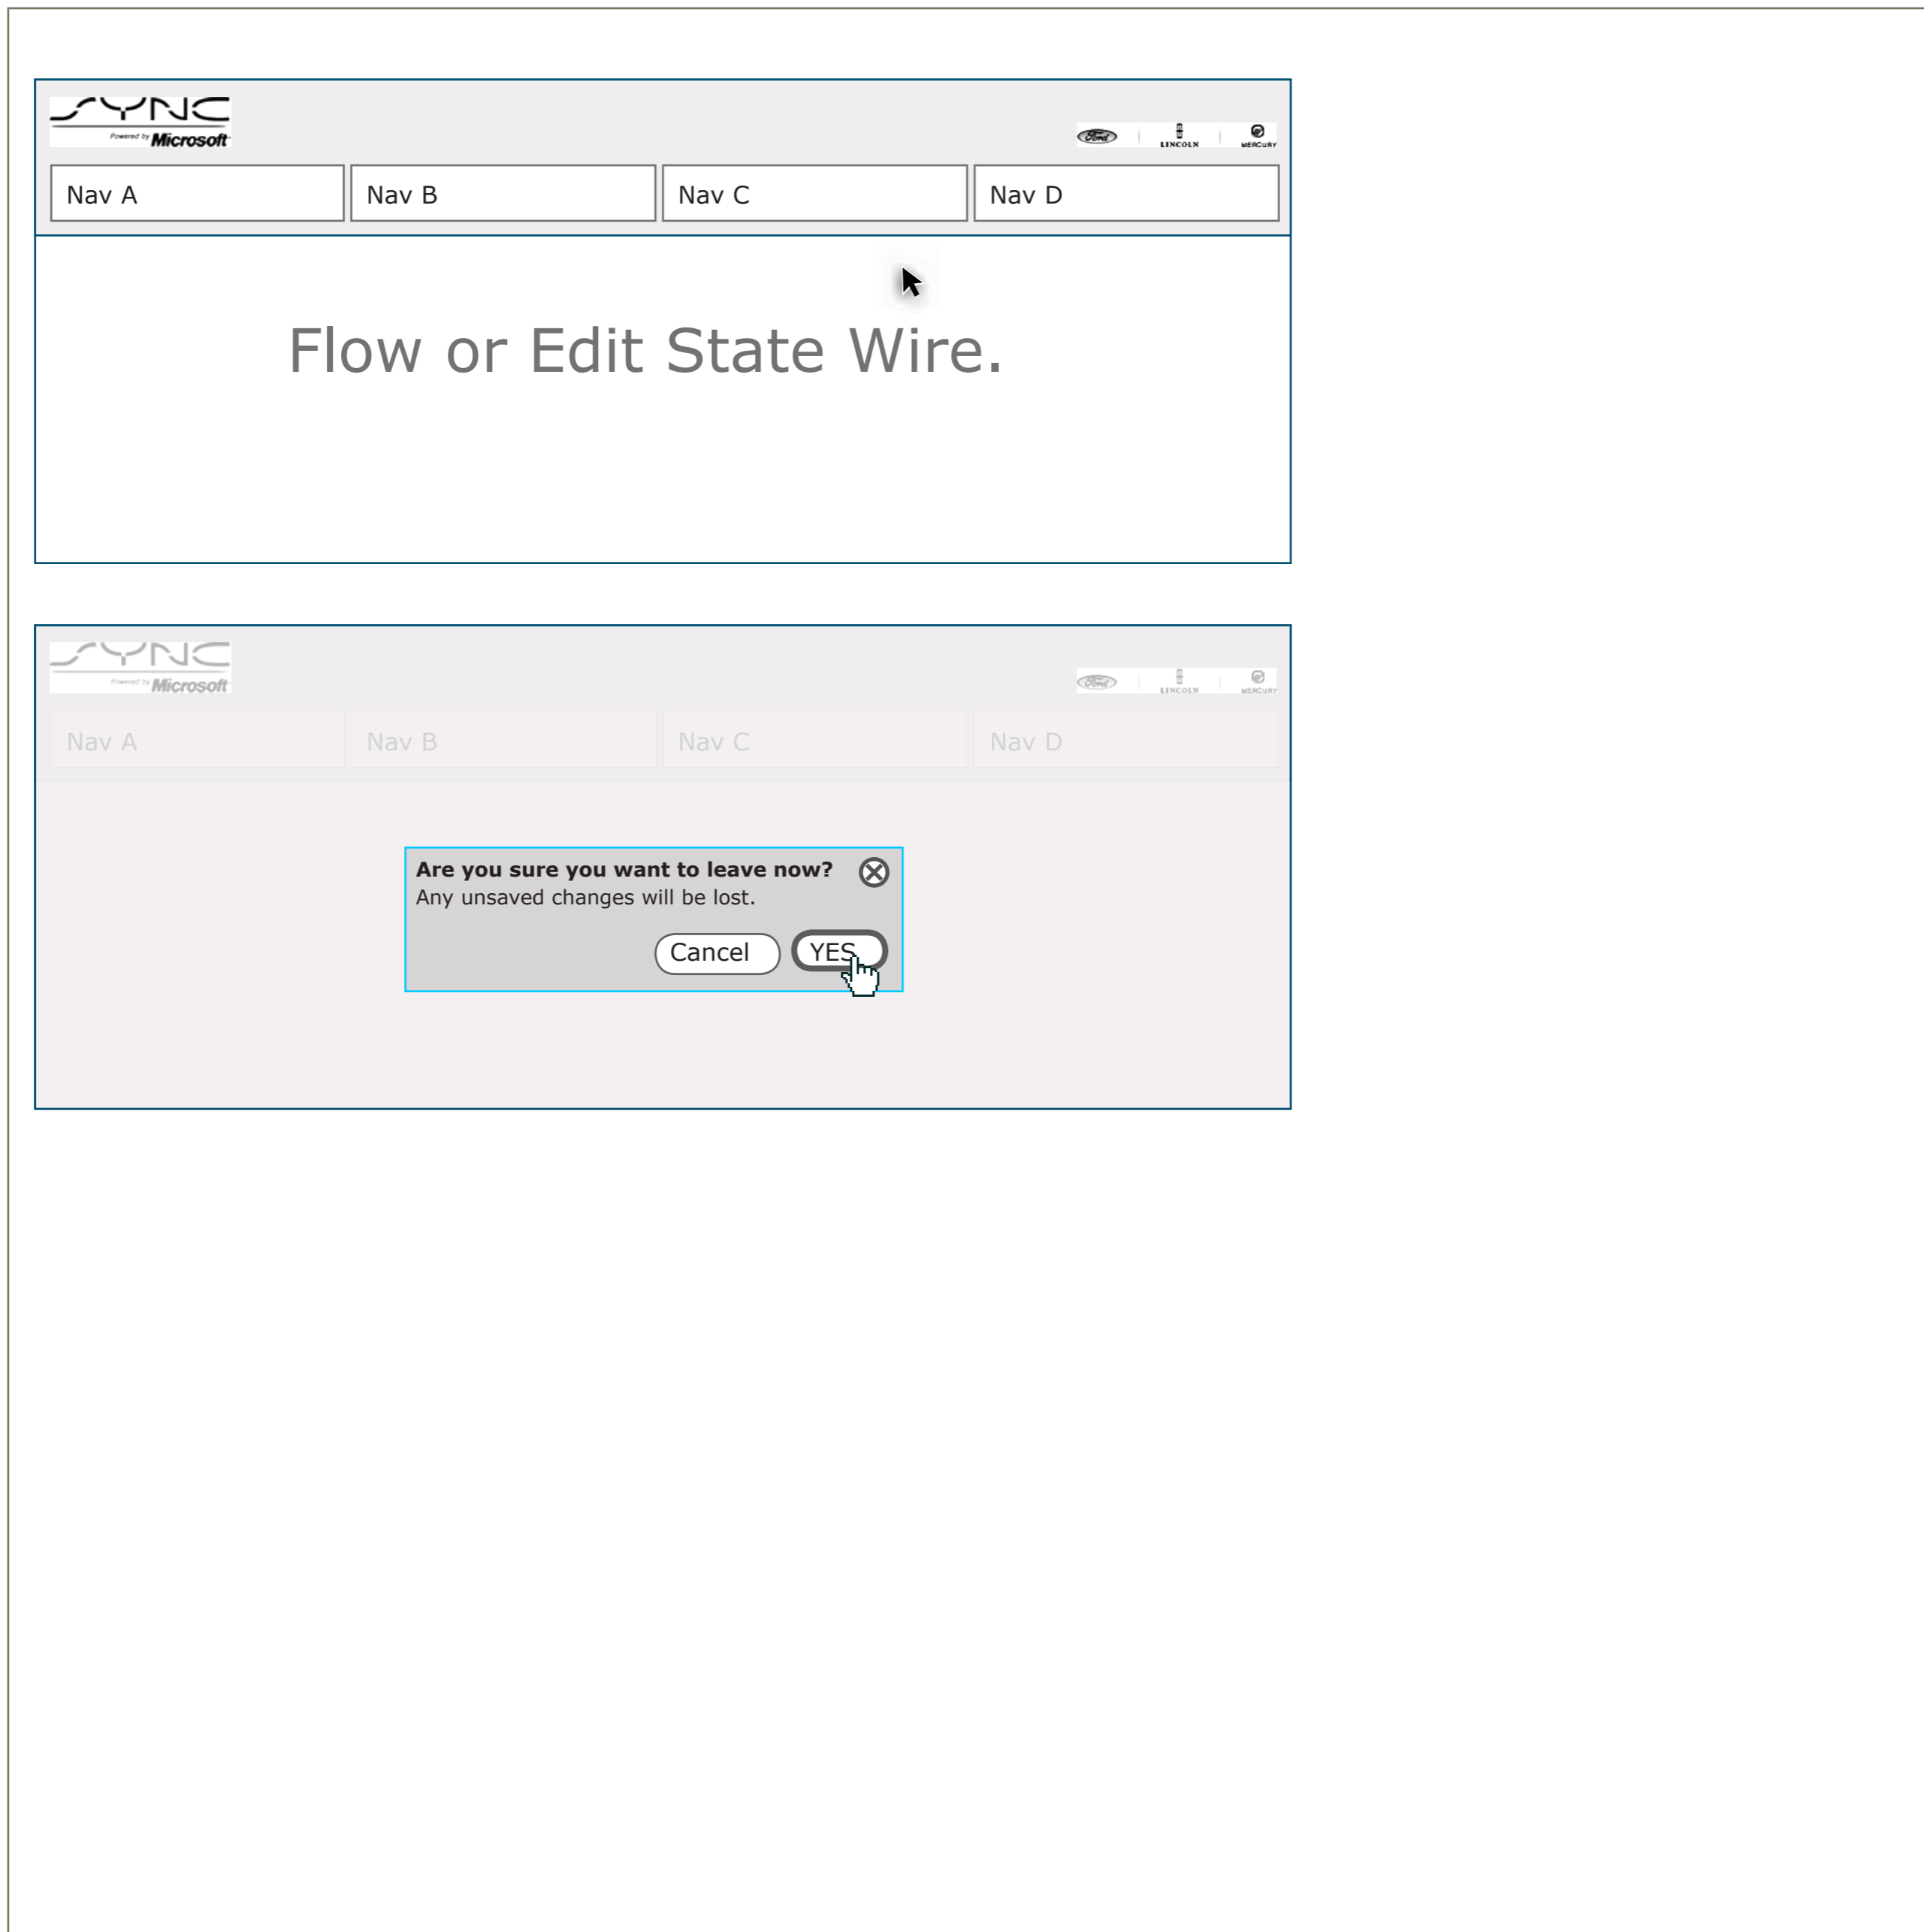 SYNC
Powered by Microsoft
Ford LINCOLN MERCURY
Nav A Nav B Nav C Nav D
Flow or Edit State Wire.
SYNC
Powered by Microsoft
Ford LINCOLN MERCURY
Nav A Nav B Nav C Nav D
Are you sure you want to leave now?
Any unsaved changes will be lost.
Cancel YES